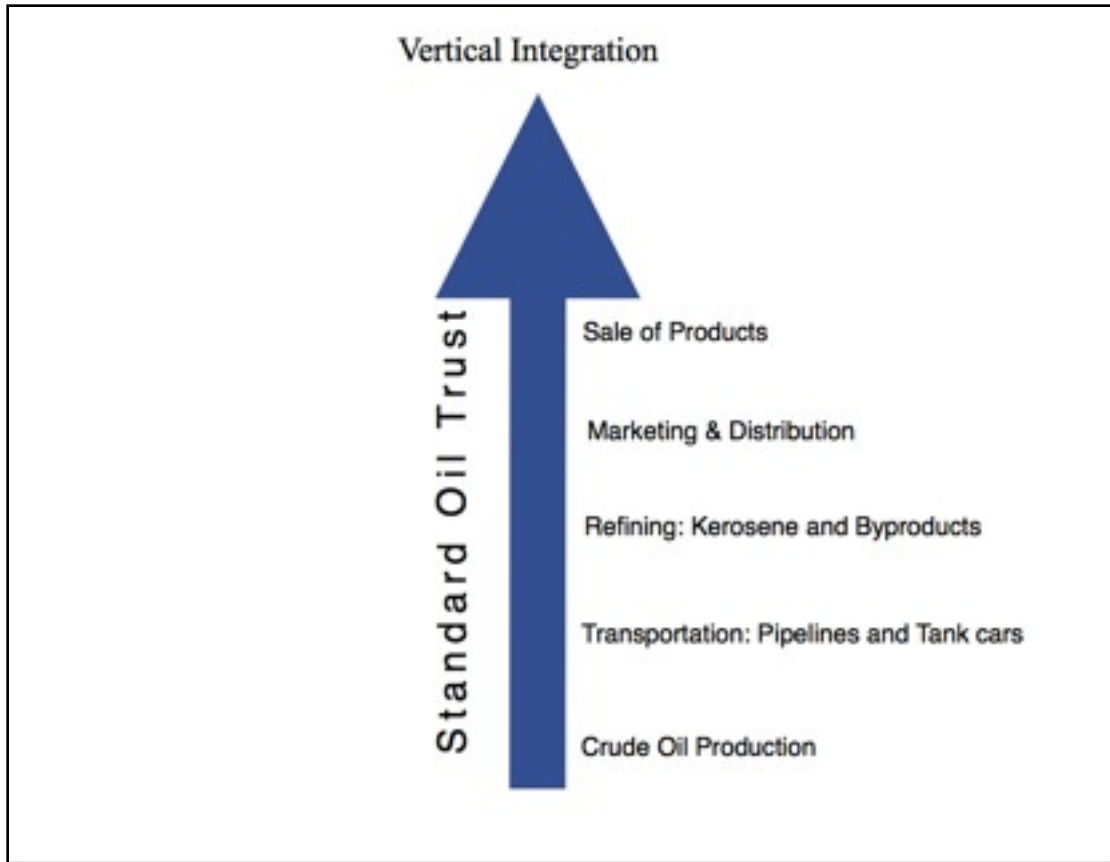 Vertical Integration
Standard Oil Trust
Sale of Products
Marketing & Distribution
Refining: Kerosene and Byproducts
Transportation: Pipelines and Tank cars
Crude Oil Production